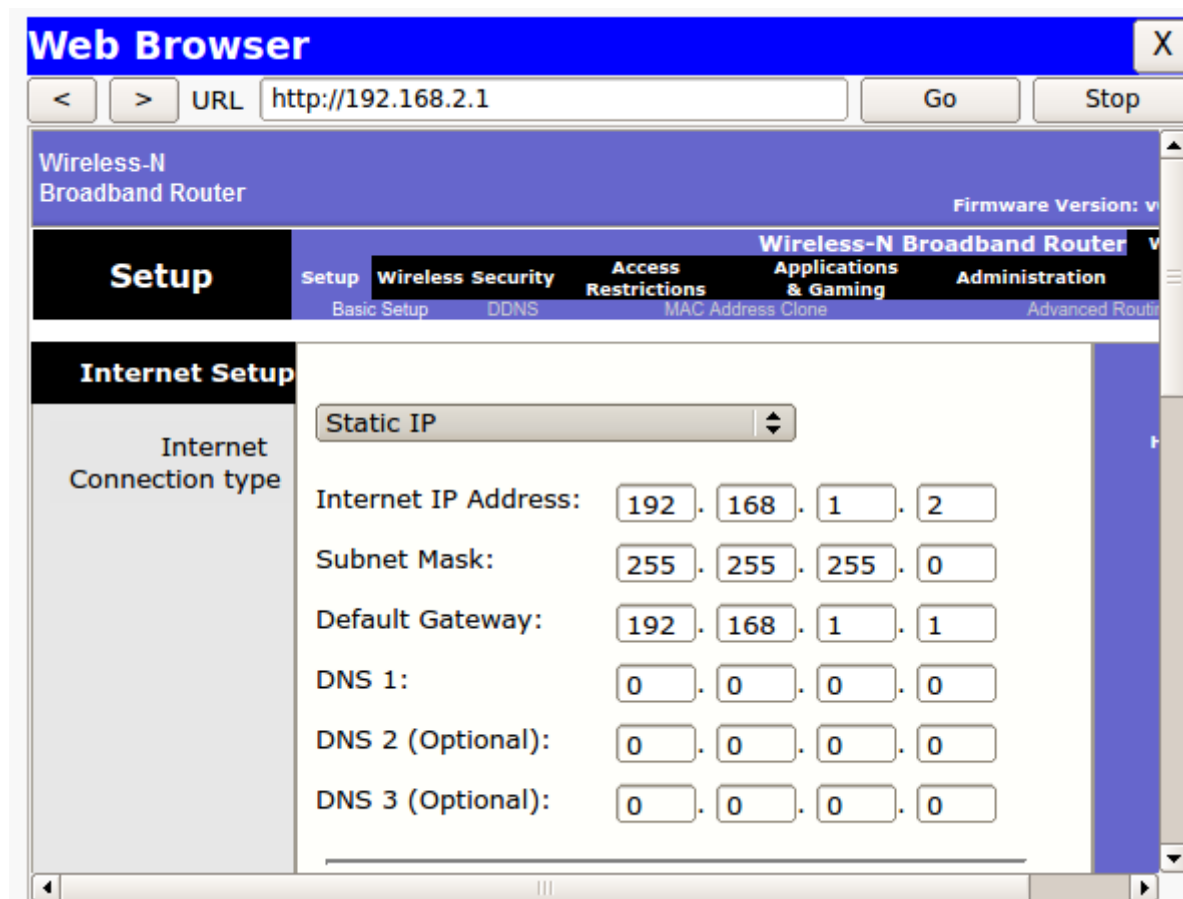 Web Browser X
< > URL http://192.168.2.1 Go Stop
Wireless-N
Broadband Router
Firmware Version:
Wireless-N Broadband Router
Setup
Setup Wireless Security Access Restrictions Applications & Gaming Administration
Basic Setup DDNS MAC Address Clone Advanced
Internet Setup
Static IP
Internet
Connection type
Internet IP Address: 192 . 168 . 1 . 2
Subnet Mask: 255 . 255 . 255 . 0
Default Gateway: 192 . 168 . 1 . 1
DNS 1: 0 . 0 . 0 . 0
DNS 2 (Optional): 0 . 0 . 0 . 0
DNS 3 (Optional): 0 . 0 . 0 . 0